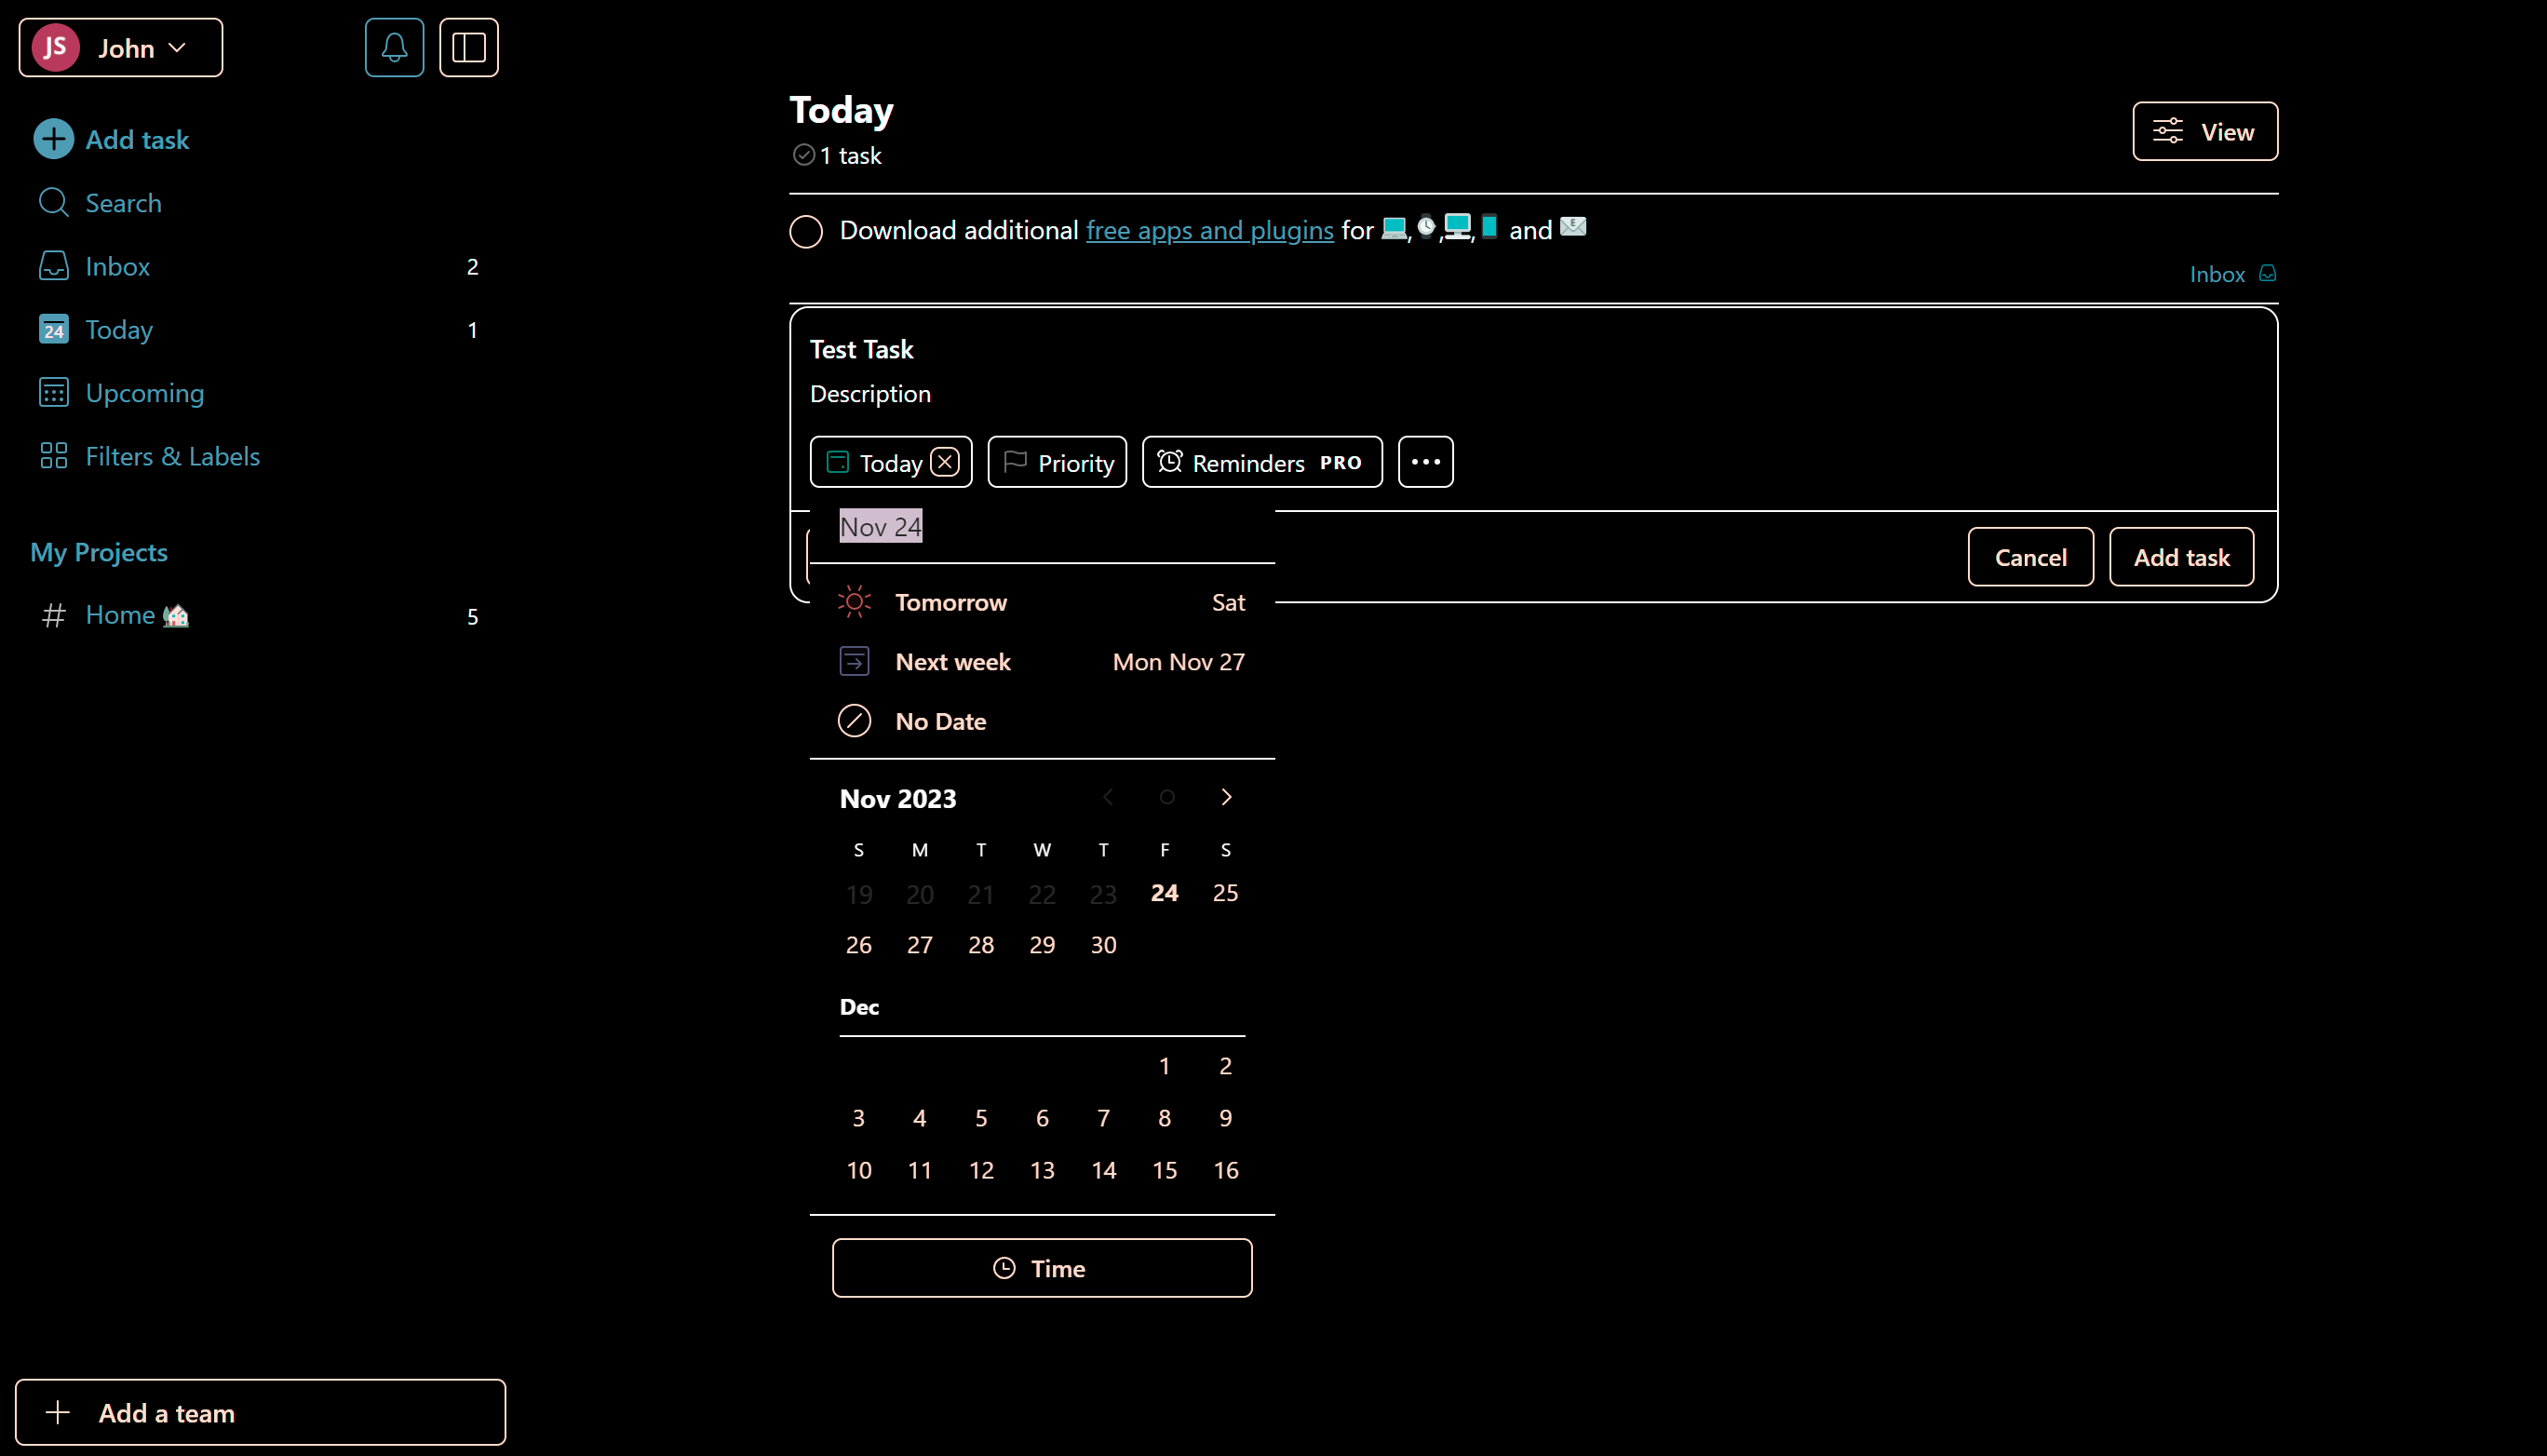 JS John
Add task
Search
Inbox 2
24 Today 1
Upcoming
Filters & Labels
My Projects
# Home 5
Add a team
Today
1 task
View
Download additional free apps and plugins for , , , and
Inbox
Test Task
Description
Today Priority Reminders PRO
Nov 24
Cancel Add task
Tomorrow Sat
Next week Mon Nov 27
No Date
Nov 2023
S M T W T F S
19 20 21 22 23 24 25
26 27 28 29 30
Dec
1 2
3 4 5 6 7 8 9
10 11 12 13 14 15 16
Time